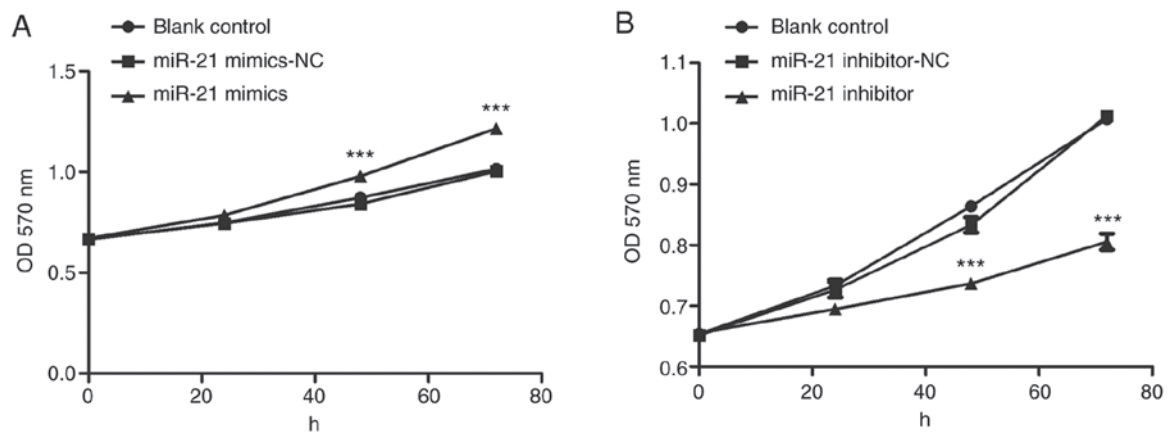 A
Blank control
miR-21 mimics-NC
miR-21 mimics
1.5
1.0
0.5
0.0
OD 570 nm
***
***
0
20
40
60
80
h
B
Blank control
miR-21 inhibitor-NC
miR-21 inhibitor
1.1
1.0
0.9
0.8
0.7
0.6
OD 570 nm
***
***
0
20
40
60
80
h